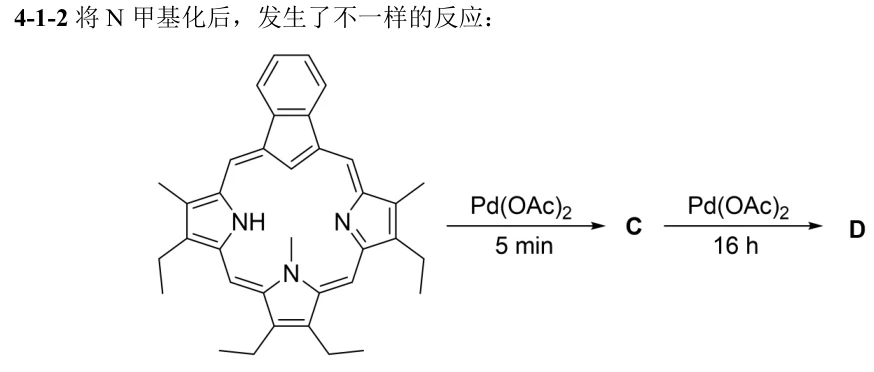 4-1-2 将 N 甲基化后，发生了不一样的反应：
NH
N
N
Pd(OAc)₂
5 min
C
Pd(OAc)₂
16 h
D